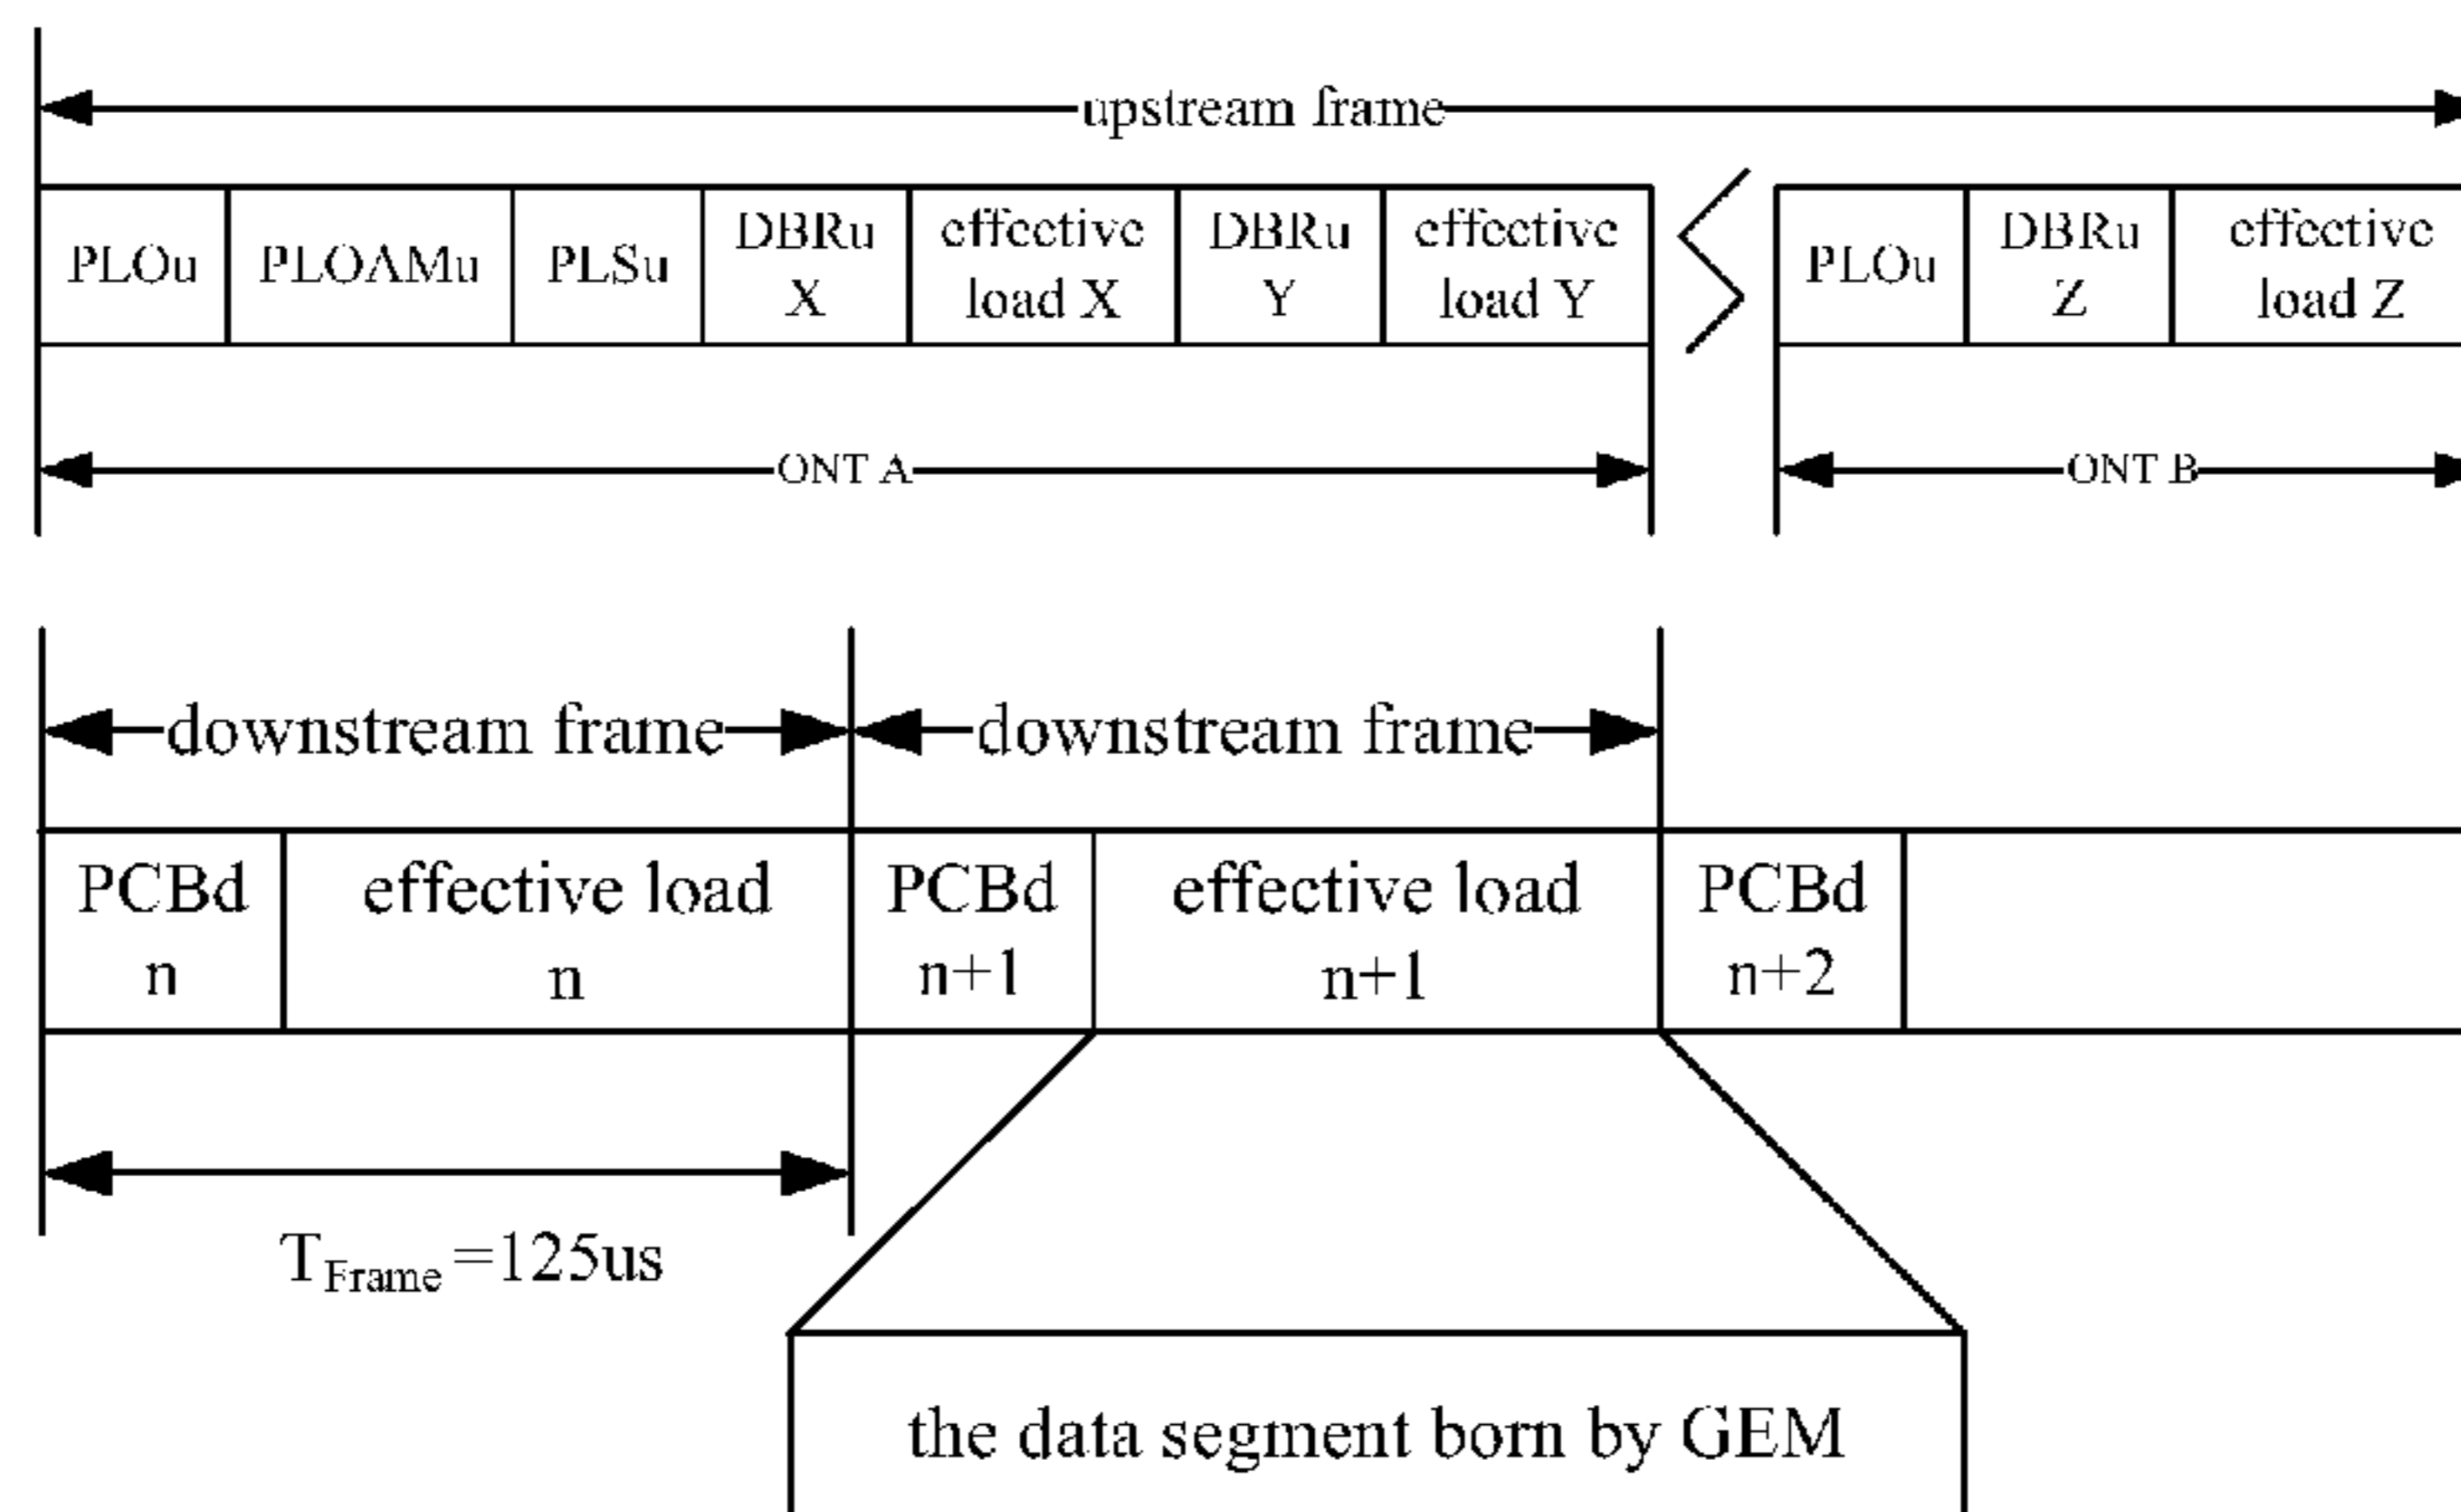 upstream frame
PLOu PLOAMu PLSu DBRu X effective load X DBRu Y effective load Y PLOu DBRu Z effective load Z
ONT A ONT B
downstream frame downstream frame
PCBd n effective load n PCBd n+1 effective load n+1 PCBd n+2
TFrame =125us
the data segment born by GEM